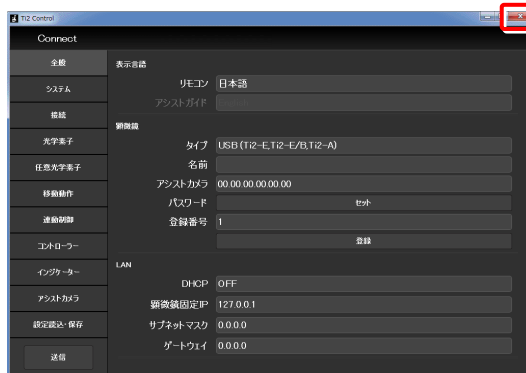 Ti2 Control
Connect
全般
システム
接続
光学素子
任意光学素子
移動動作
連動制御
コントローラー
インジケーター
アシストカメラ
設定読込・保存
送信
表示言語
リモコン 日本語
アシストガイド
顕微鏡
タイプ USB (Ti2-E,Ti2-E/B,Ti2-A)
名前
アシストカメラ 00.00.00.00.00.00
パスワード セット
登録番号 1
登録
LAN
DHCP OFF
顕微鏡固定IP 127.0.0.1
サブネットマスク 0.0.0.0
ゲートウェイ 0.0.0.0